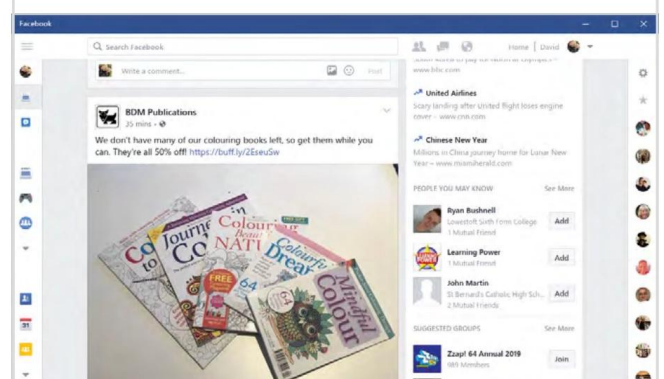 Facebook
Search Facebook
Home
David
Write a comment...
Post
BDM Publications
35 mins
We don't have many of our colouring books left, so get them while you
can. They're all 50% off! https://buff.ly/2EseuSw
Colour
NATU
Colourful
Drea
FREE
64
Mindful
Colour
www.bbc.com
United Airlines
Scary landing after United flight loses engine
cover – www.cnn.com
Chinese New Year
Millions in China journey home for Lunar New
Year – www.miamiherald.com
PEOPLE YOU MAY KNOW
See More
Ryan Bushnell
Lowestoft Sixth Form College
1 Mutual Friend
Add
Learning Power
1 Mutual Friend
Add
John Martin
St Bernard's Catholic High Sch...
2 Mutual Friends
Add
SUGGESTED GROUPS
See More
Zzap! 64 Annual 2019
989 Members
Join
31